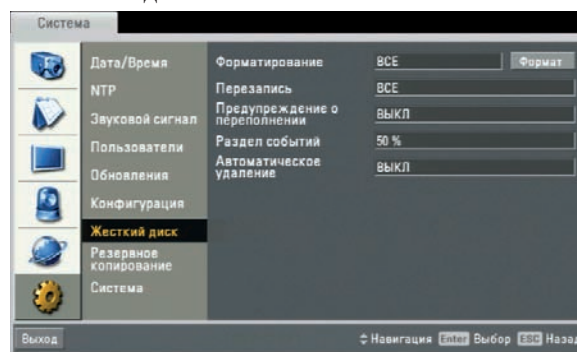 Система
Дата/Время
NTP
Звуковой сигнал
Пользователи
Обновления
Конфигурация
Жесткий диск
Резервное
копирование
Система
Форматирование ВСЕ Формат
Перезапись ВСЕ
Предупреждение о
переполнении ВЫКЛ
Раздел событий 50 %
Автоматическое
удаление ВЫКЛ
Выход Навигация Enter Выбор ESC Назад